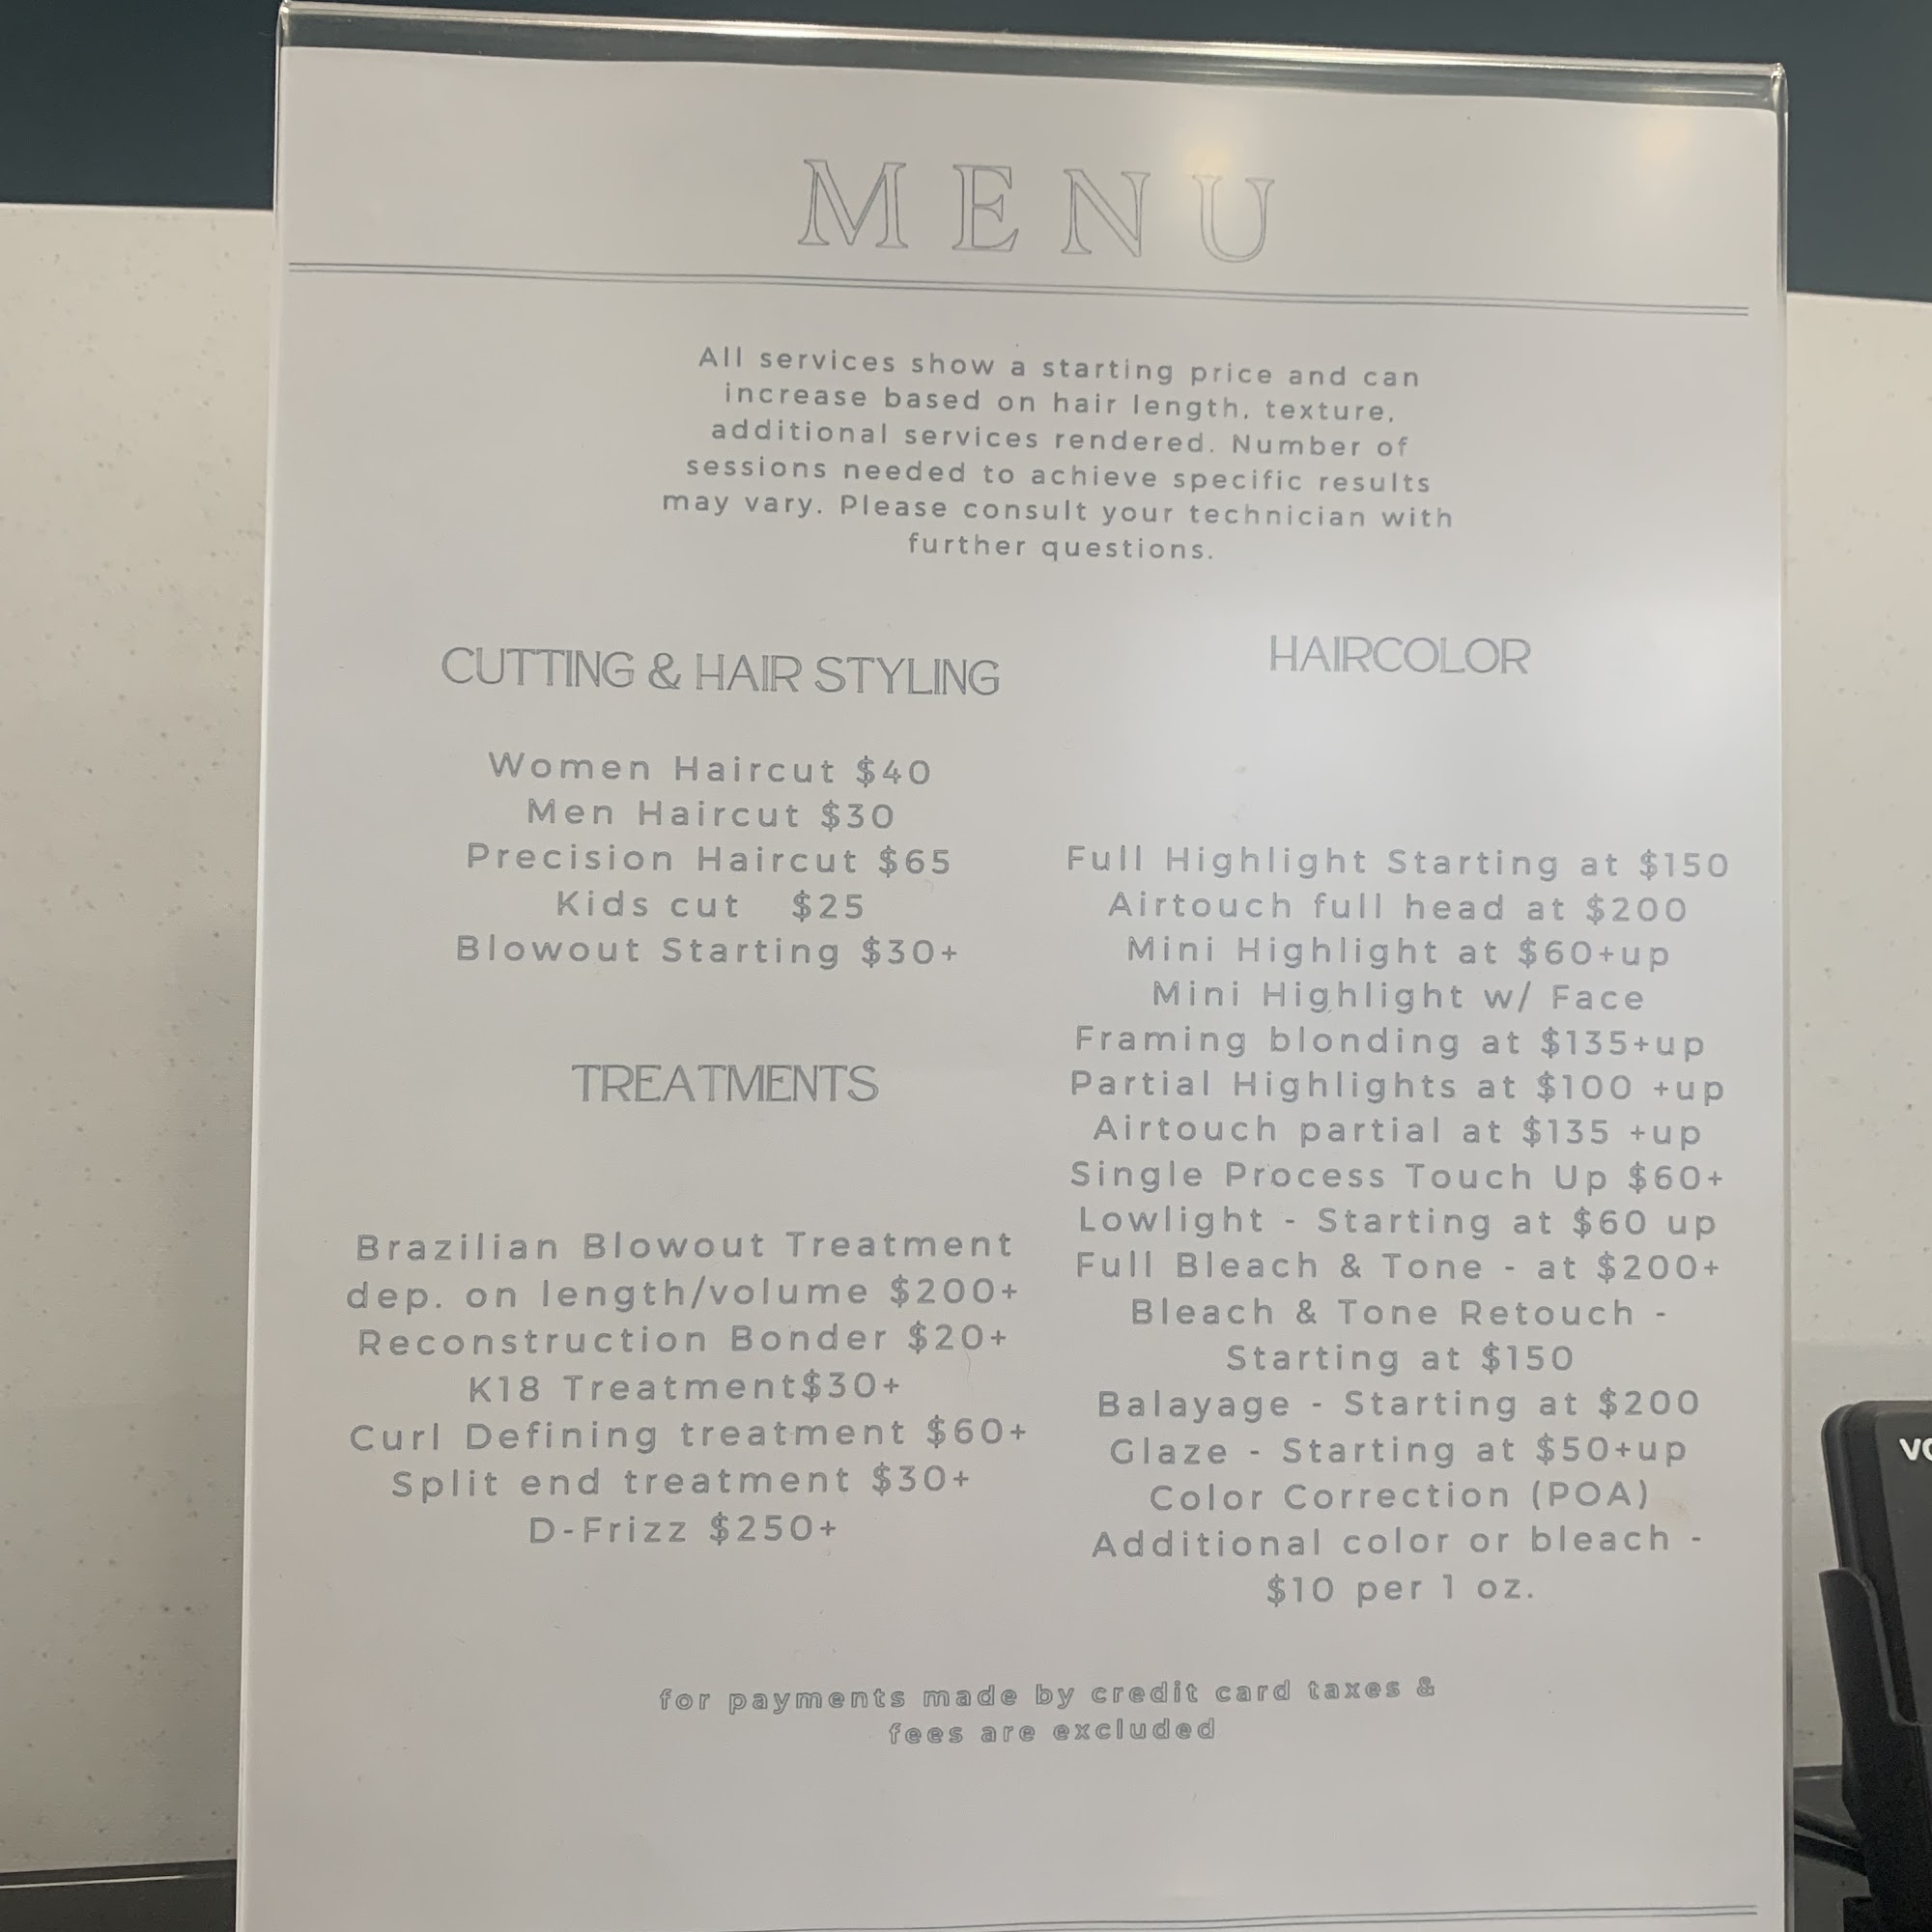 MENU
All services show a starting price and can
increase based on hair length, texture,
additional services rendered. Number of
sessions needed to achieve specific results
may vary. Please consult your technician with
further questions.
CUTTING & HAIR STYLING
Women Haircut $40
Men Haircut $30
Precision Haircut $65
Kids cut $25
Blowout Starting $30+
TREATMENTS
Brazilian Blowout Treatment
dep. on length/volume $200+
Reconstruction Bonder $20+
K18 Treatment$30+
Curl Defining treatment $60+
Split end treatment $30+
D-Frizz $250+
HAIRCOLOR
Full Highlight Starting at $150
Airtouch full head at $200
Mini Highlight at $60+up
Mini Highlight w/ Face
Framing blonding at $135+up
Partial Highlights at $100 +up
Airtouch partial at $135 +up
Single Process Touch Up $60+
Lowlight - Starting at $60 up
Full Bleach & Tone - at $200+
Bleach & Tone Retouch -
Starting at $150
Balayage - Starting at $200
Glaze - Starting at $50+up
Color Correction (POA)
Additional color or bleach -
$10 per 1 oz.
for payments made by credit card taxes &
fees are excluded